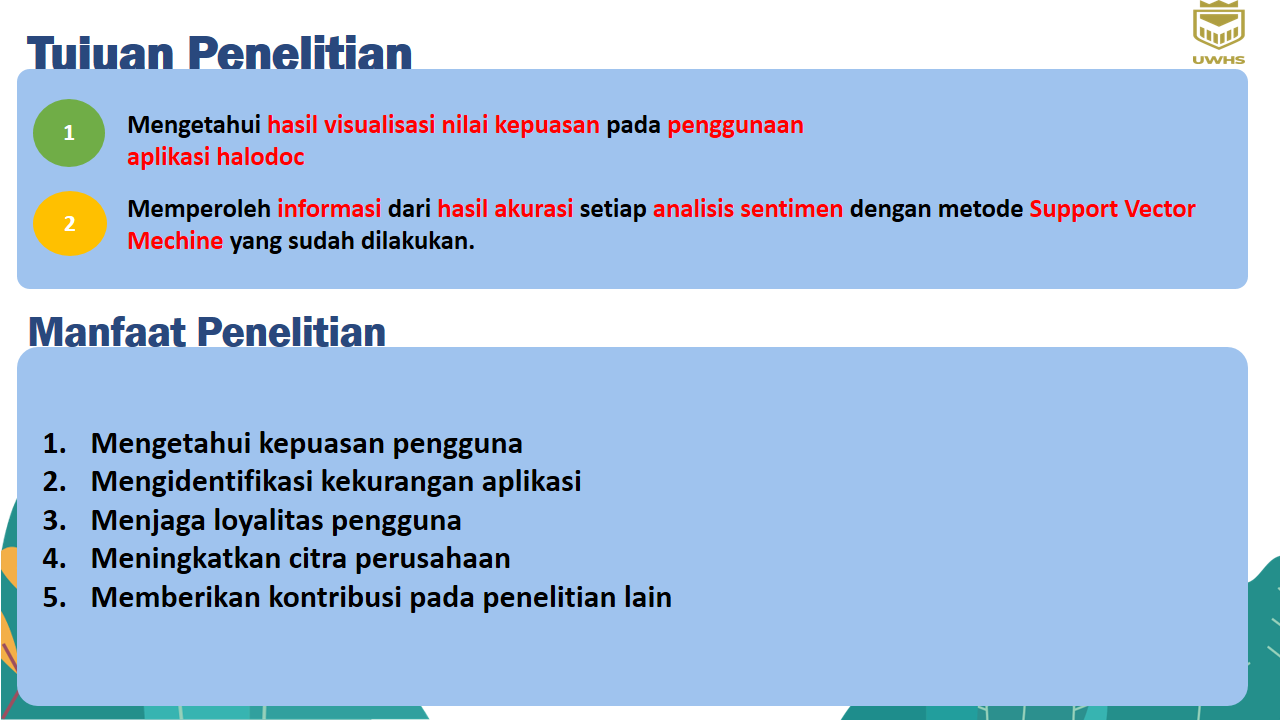 UWHS
Tujuan Penelitian
1
Mengetahui hasil visualisasi nilai kepuasan pada penggunaan
aplikasi halodoc
2
Memperoleh informasi dari hasil akurasi setiap analisis sentimen dengan metode Support Vector
Mechine yang sudah dilakukan.
Manfaat Penelitian
1. Mengetahui kepuasan pengguna
2. Mengidentifikasi kekurangan aplikasi
3. Menjaga loyalitas pengguna
4. Meningkatkan citra perusahaan
5. Memberikan kontribusi pada penelitian lain